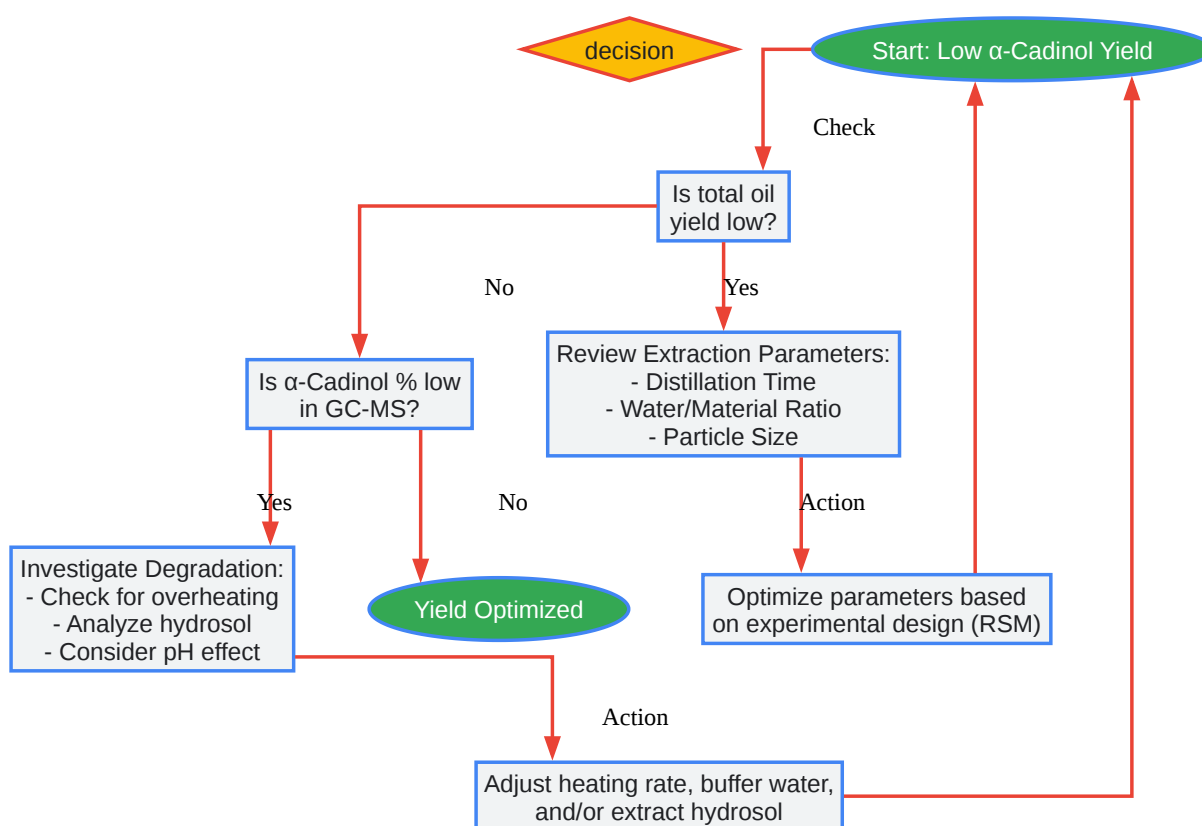 decision
Start: Low α-Cadinol Yield
Check
Is total oil
yield low?
No
Yes
Review Extraction Parameters:
- Distillation Time
- Water/Material Ratio
- Particle Size
Is α-Cadinol % low
in GC-MS?
Yes
No
Action
Investigate Degradation:
- Check for overheating
- Analyze hydrosol
- Consider pH effect
Yield Optimized
Optimize parameters based
on experimental design (RSM)
Action
Adjust heating rate, buffer water,
and/or extract hydrosol